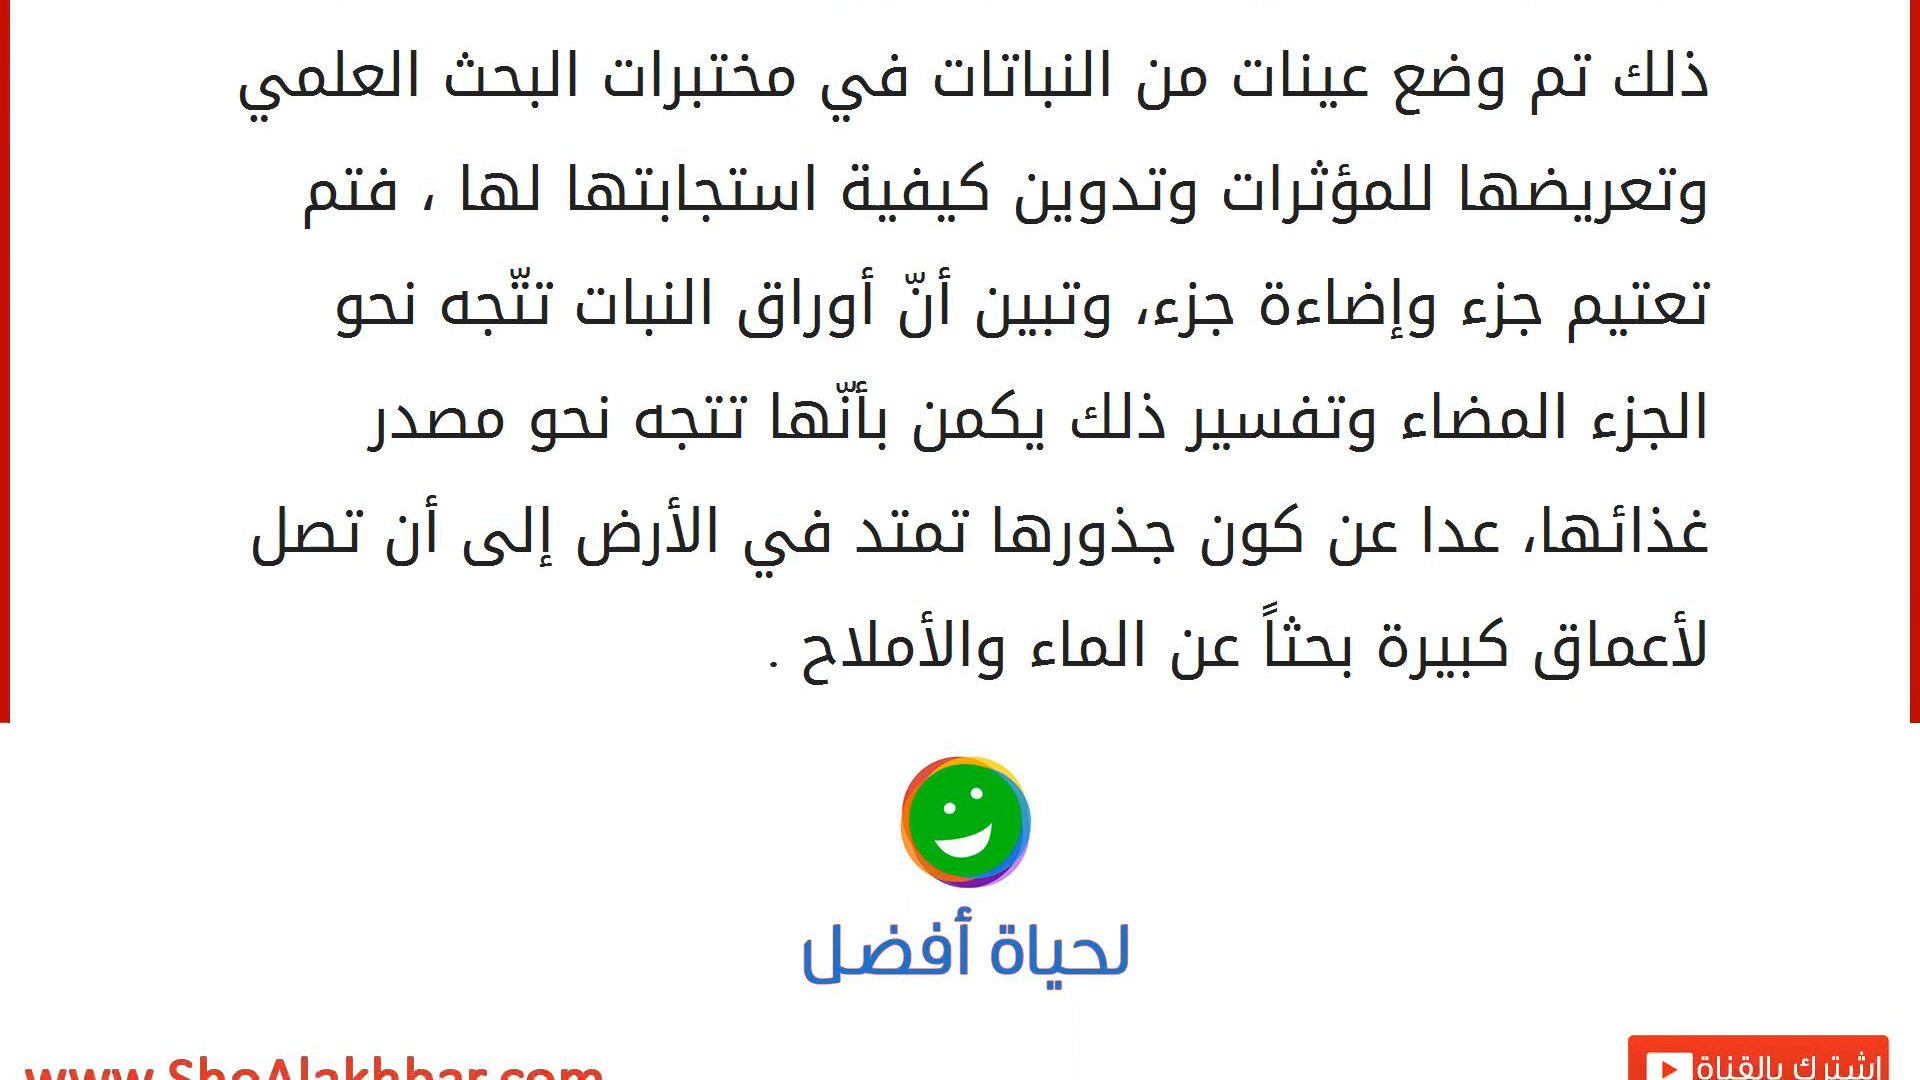 ذلك تم وضع عينات من النباتات في مختبرات البحث العلمي
وتعريضها للمؤثرات وتدوين كيفية استجابتها لها ، فتم
تعتيم جزء وإضاءة جزء، وتبين أنّ أوراق النبات تتّجه نحو
الجزء المضاء وتفسير ذلك يكمن بأنّها تتجه نحو مصدر
غذائها، عدا عن كون جذورها تمتد في الأرض إلى أن تصل
لأعماق كبيرة بحثاً عن الماء والأملاح .
لحياة أفضل
www.ShoAlakhbar.com
إشترك بالقناة